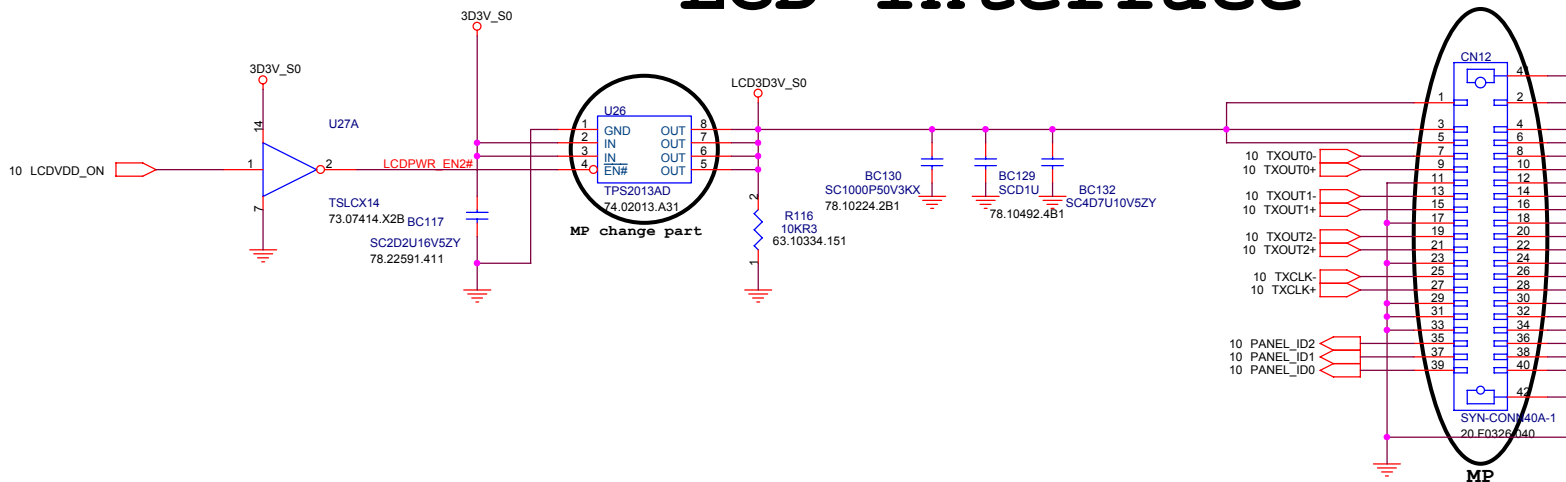 LCD Interface
3D3V_S0
3D3V_S0
LCD3D3V_S0
14
U27A
10 LCDVDD_ON
1
2
LCDPWR_EN2#
7
TSLCX14
73.07414.X2B
BC117
SC2D2U16V5ZY
78.22591.411
U26
1 GND OUT 8
2 IN OUT 7
3 IN OUT 6
4 EN# OUT 5
TPS2013AD
74.02013.A31
MP change part
2
R116
10KR3
63.10334.151
1
BC130
SC1000P50V3KX
78.10224.2B1
BC129
SCD1U
78.10492.4B1
BC132
SC4D7U10V5ZY
CN12
1 2
3 4
5 6
7 8
9 10
11 12
13 14
15 16
17 18
19 20
21 22
23 24
25 26
27 28
29 30
31 32
33 34
35 36
37 38
39 40
42
10 TXOUT0-
10 TXOUT0+
10 TXOUT1-
10 TXOUT1+
10 TXOUT2-
10 TXOUT2+
10 TXCLK-
10 TXCLK+
10 PANEL_ID2
10 PANEL_ID1
10 PANEL_ID0
SYN-CONN40A-1
20.F0326.040
MP